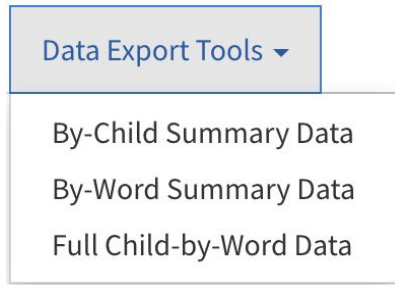 Data Export Tools
By-Child Summary Data
By-Word Summary Data
Full Child-by-Word Data